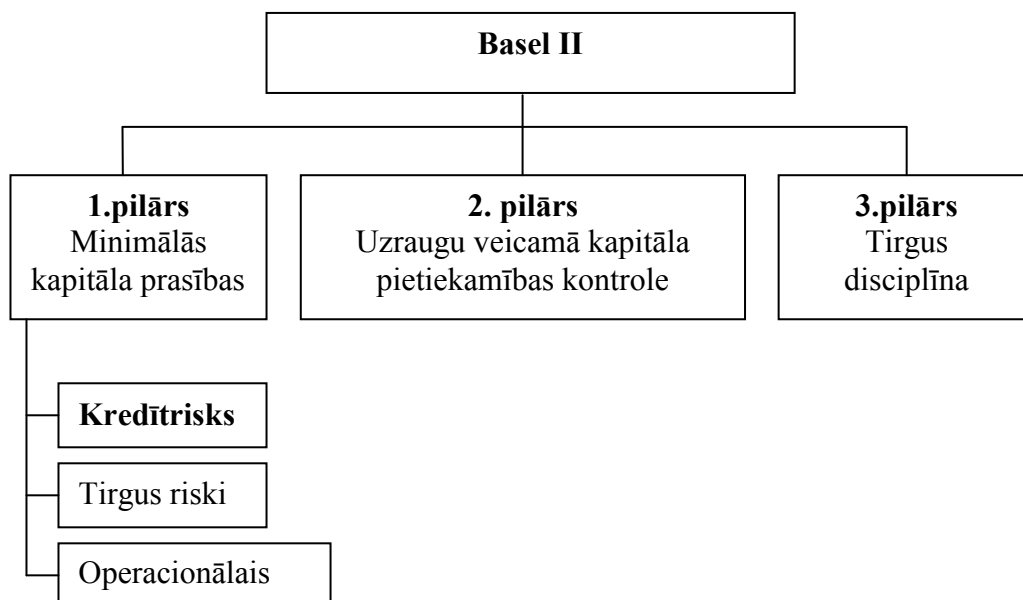 Basel II
1.pilārs
Minimālās
kapitāla prasības
2. pilārs
Uzraugu veicamā kapitāla
pietiekamības kontrole
3.pilārs
Tirgus
disciplīna
Kredītrisks
Tirgus riski
Operacionālais